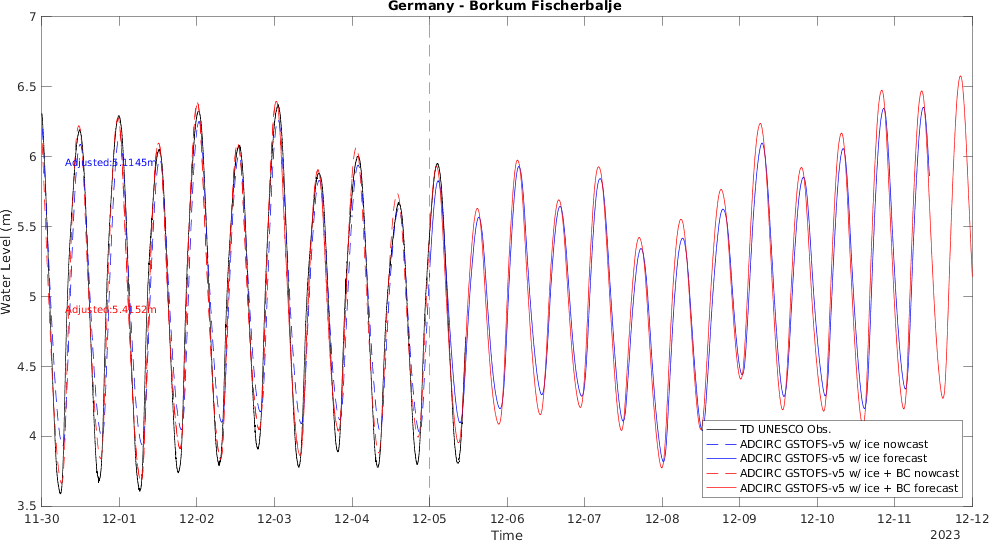 Germany - Borkum Fischerbalje
7
6.5
6
5.5
5
4.5
4
3.5
Water Level (m)
Adjusted:5.1145m
Adjusted:5.4152m
TD UNESCO Obs.
ADCIRC GSTOFS-v5 w/ ice nowcast
ADCIRC GSTOFS-v5 w/ ice forecast
ADCIRC GSTOFS-v5 w/ ice + BC nowcast
ADCIRC GSTOFS-v5 w/ ice + BC forecast
11-30 12-01 12-02 12-03 12-04 12-05 12-06 12-07 12-08 12-09 12-10 12-11 12-12
Time
2023